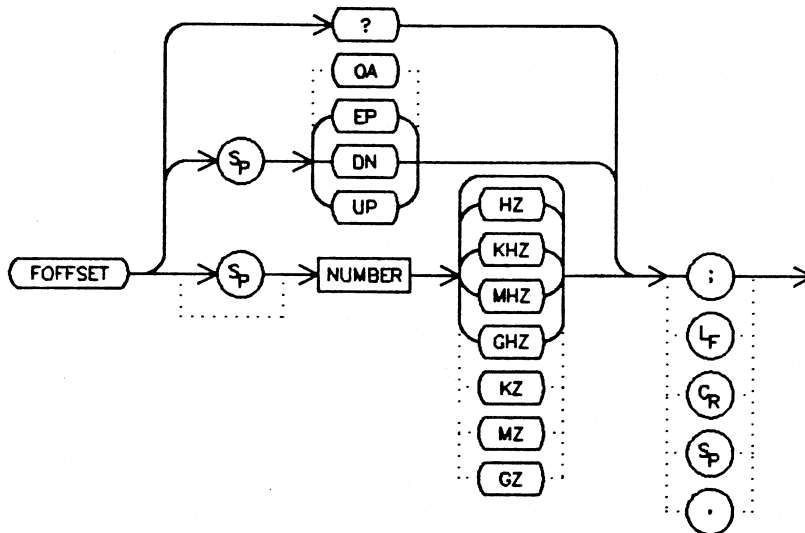 ?
OA
EP
SP
DN
UP
HZ
KHZ
FOFFSET
SP
NUMBER
MHZ
;
GHZ
LF
KZ
CR
MZ
SP
GZ
,